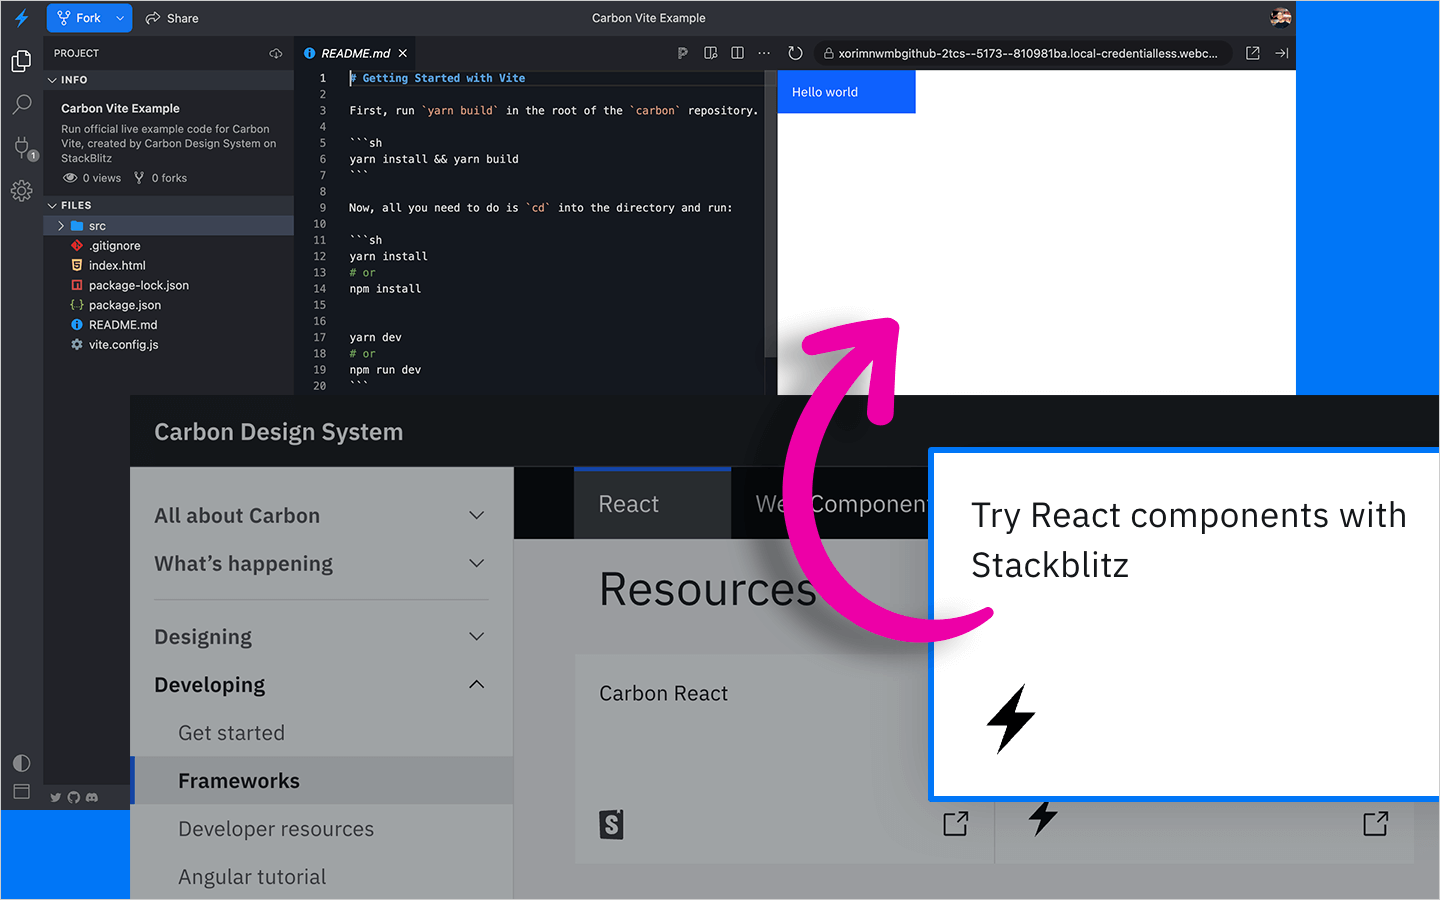 Fork
Share
Carbon Vite Example
PROJECT
INFO
Carbon Vite Example
Run official live example code for Carbon
Vite, created by Carbon Design System on
StackBlitz
0 views
0 forks
FILES
src
.gitignore
index.html
package-lock.json
package.json
README.md
vite.config.js
1
README.md
1 # Getting Started with Vite
2
3 First, run `yarn build` in the root of the `carbon` repository.
4
5 ```sh
6 yarn install && yarn build
7 ```
8
9 Now, all you need to do is `cd` into the directory and run:
10
11 ```sh
12 yarn install
13 # or
14 npm install
15
16
17 yarn dev
18 # or
19 npm run dev
20 ```
xorimnwmbgithub-2tcs--5173--810981ba.local-credentialless.webc...
Hello world
Carbon Design System
All about Carbon
What's happening
Designing
Developing
Get started
Frameworks
Developer resources
Angular tutorial
React
Resources
Carbon React
S
Try React components with
Stackblitz